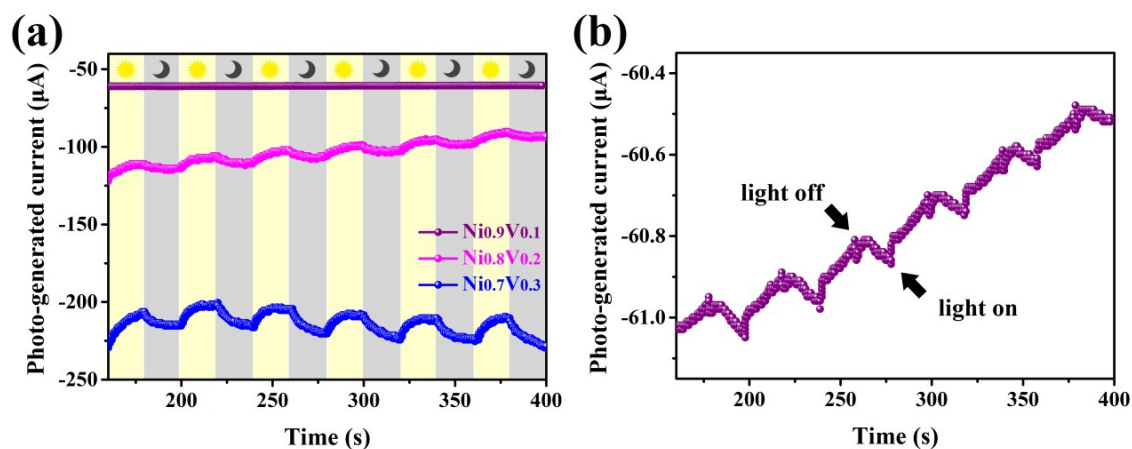 (a)
Photo-generated current (μA)
-50
-100
-150
-200
-250
Ni0.9V0.1
Ni0.8V0.2
Ni0.7V0.3
200
250
300
350
400
Time (s)
(b)
Photo-generated current (μA)
-60.4
-60.6
-60.8
-61.0
light off
light on
200
250
300
350
400
Time (s)